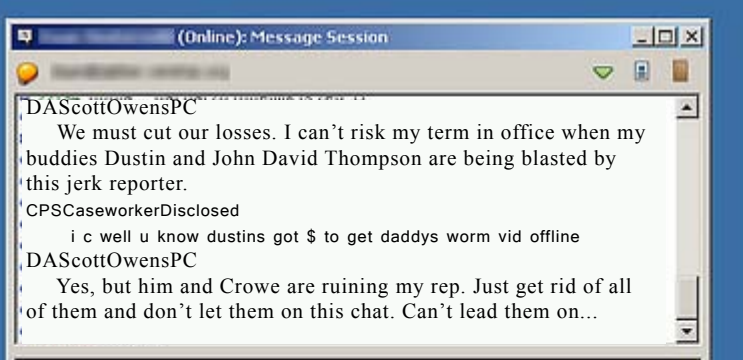 (Online): Message Session
DAScottOwensPC
We must cut our losses. I can't risk my term in office when my
buddies Dustin and John David Thompson are being blasted by
this jerk reporter.
CPSCaseworkerDisclosed
i c well u know dustins got $ to get daddys worm vid offline
DAScottOwensPC
Yes, but him and Crowe are ruining my rep. Just get rid of all
of them and don't let them on this chat. Can't lead them on...